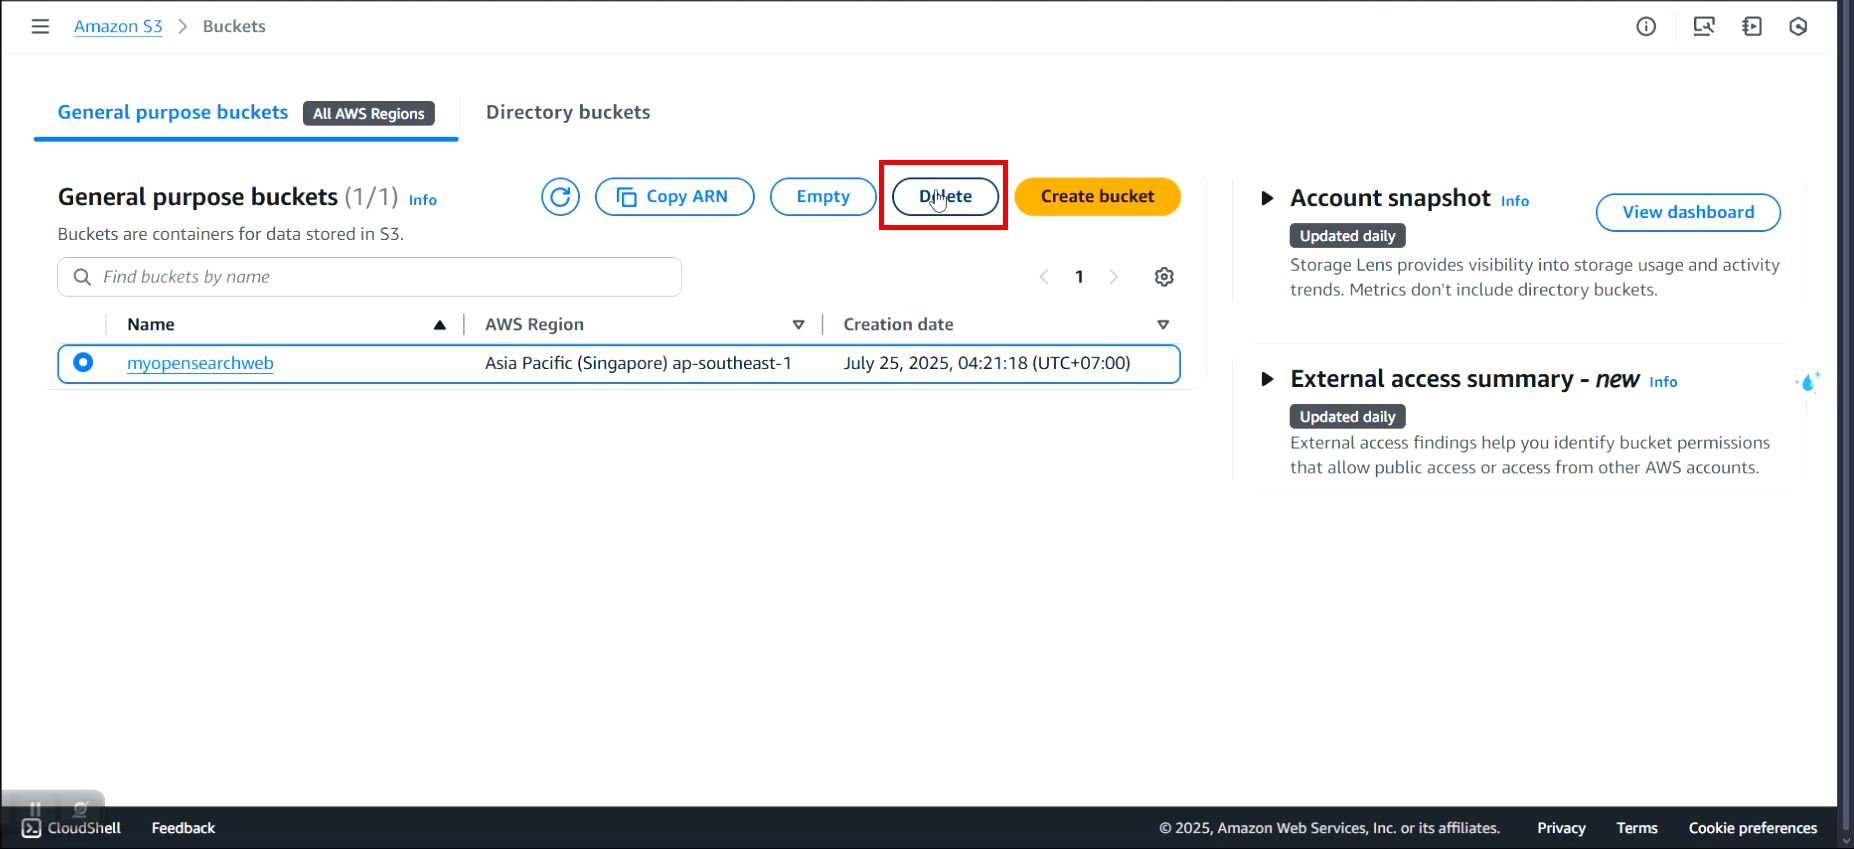 Amazon S3 > Buckets
General purpose buckets All AWS Regions Directory buckets
General purpose buckets (1/1) Info
Copy ARN Empty Delete Create bucket
Buckets are containers for data stored in S3.
Find buckets by name
1
Name AWS Region Creation date
myopensearchweb Asia Pacific (Singapore) ap-southeast-1 July 25, 2025, 04:21:18 (UTC+07:00)
Account snapshot Info
View dashboard
Updated daily
Storage Lens provides visibility into storage usage and activity
trends. Metrics don't include directory buckets.
External access summary - new Info
Updated daily
External access findings help you identify bucket permissions
that allow public access or access from other AWS accounts.
CloudShell Feedback © 2025, Amazon Web Services, Inc. or its affiliates. Privacy Terms Cookie preferences